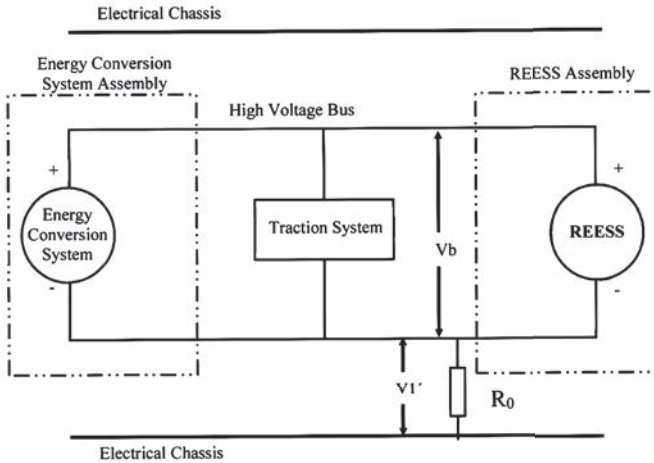 Electrical Chassis
Energy Conversion
System Assembly
REESS Assembly
High Voltage Bus
+
+
Energy
Conversion
System
Traction System
Vb
REESS
-
-
V1´
R0
Electrical Chassis